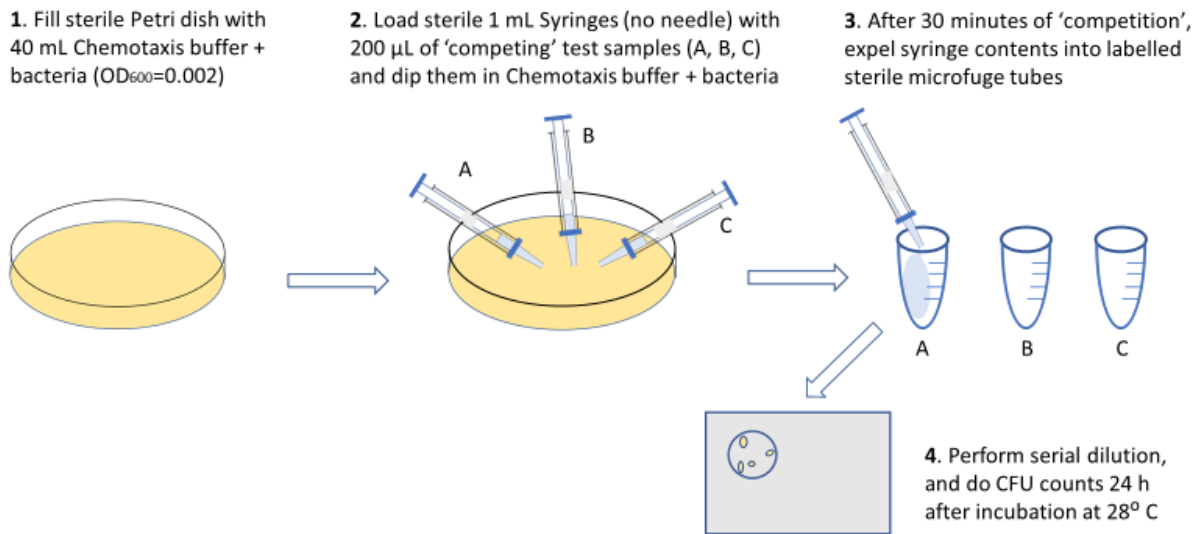 1. Fill sterile Petri dish with
40 mL Chemotaxis buffer +
bacteria (OD600=0.002)
2. Load sterile 1 mL Syringes (no needle) with
200 µL of ‘competing’ test samples (A, B, C)
and dip them in Chemotaxis buffer + bacteria
3. After 30 minutes of ‘competition’,
expel syringe contents into labelled
sterile microfuge tubes
A
B
C
A
B
C
4. Perform serial dilution,
and do CFU counts 24 h
after incubation at 28⁰ C